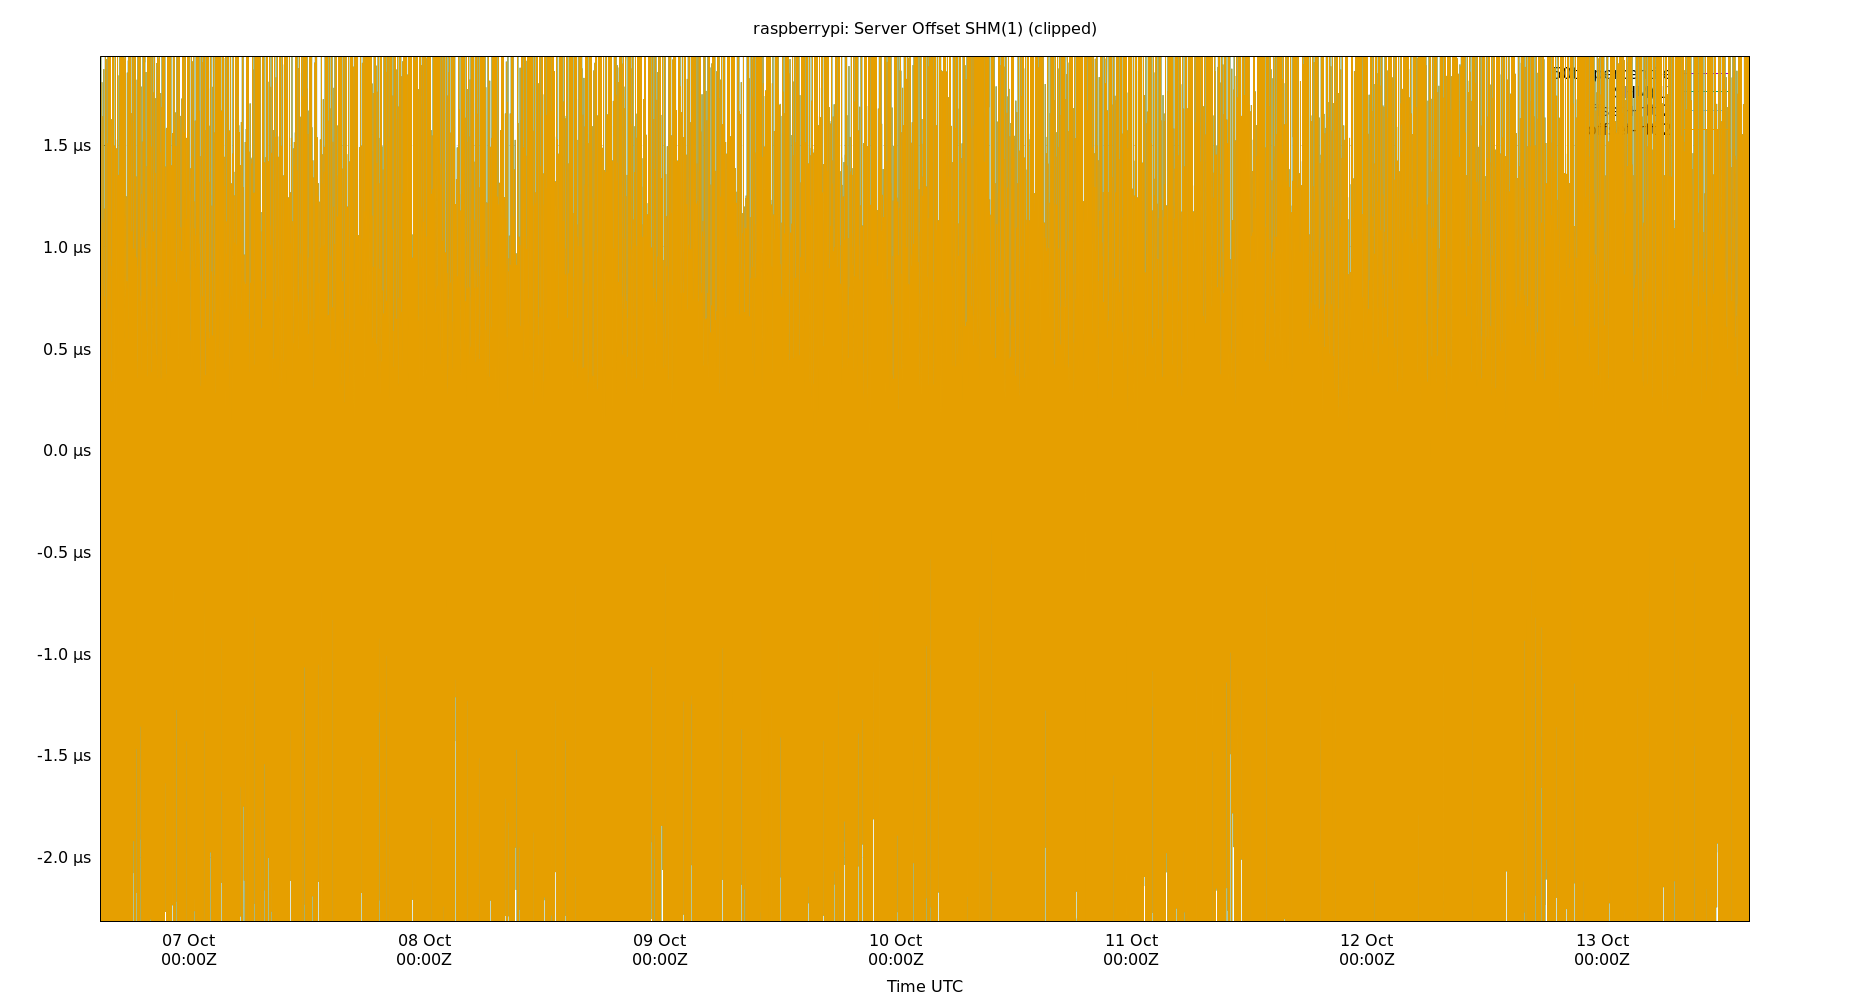 raspberrypi: Server Offset SHM(1) (clipped)
1.5 µs
1.0 µs
0.5 µs
0.0 µs
-0.5 µs
-1.0 µs
-1.5 µs
-2.0 µs
07 Oct 08 Oct 09 Oct 10 Oct 11 Oct 12 Oct 13 Oct
00:00Z 00:00Z 00:00Z 00:00Z 00:00Z 00:00Z 00:00Z
Time UTC